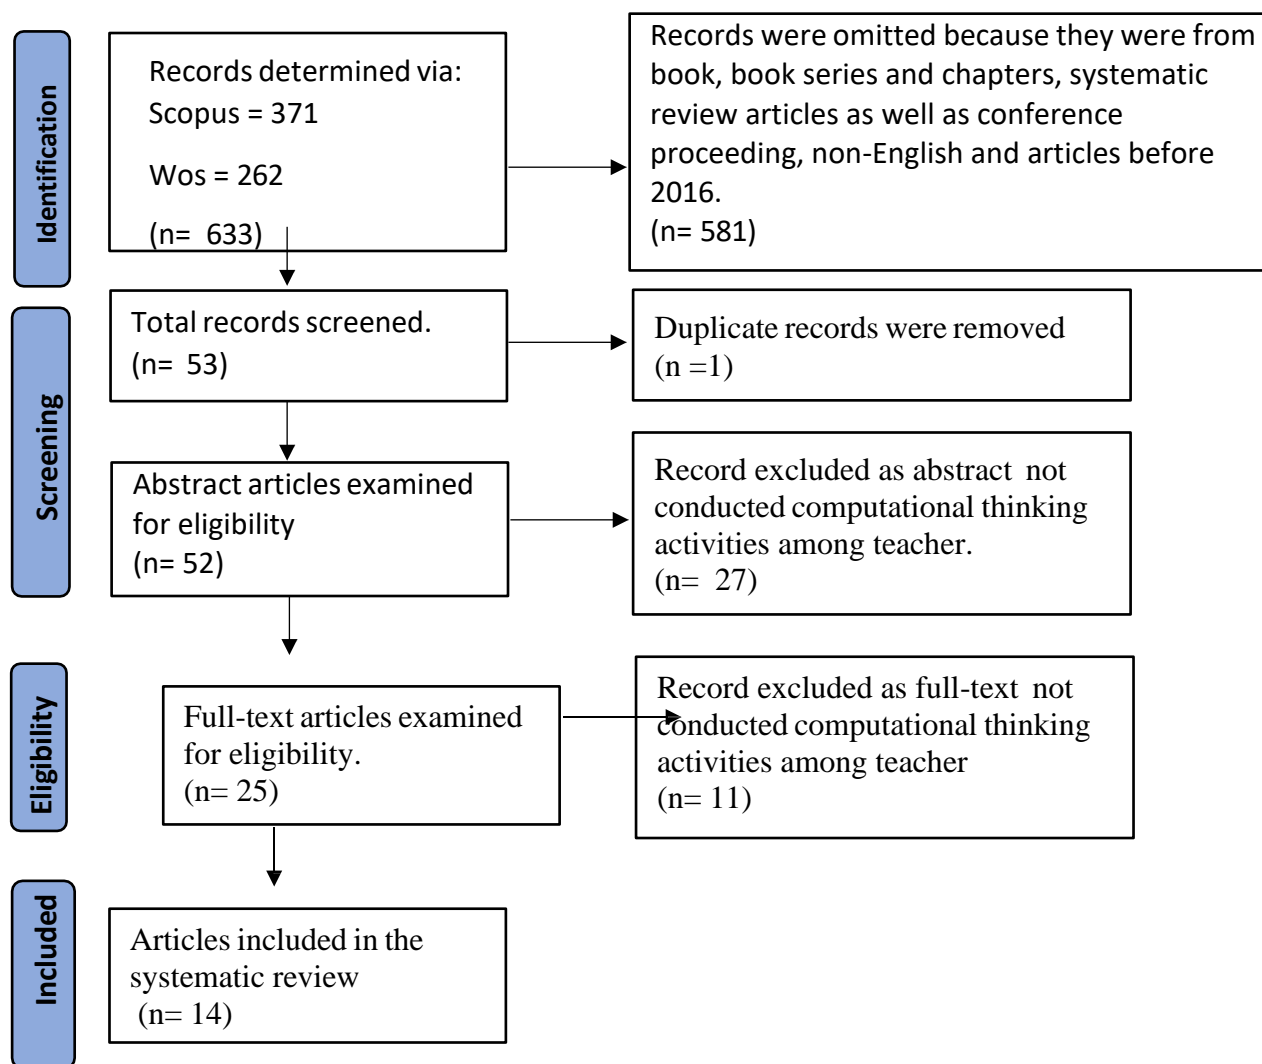 Identification
Records determined via:
Scopus = 371
Wos = 262
(n= 633)
Records were omitted because they were from
book, book series and chapters, systematic
review articles as well as conference
proceeding, non-English and articles before
2016.
(n= 581)
Screening
Total records screened.
(n= 53)
Duplicate records were removed
(n =1)
Abstract articles examined
for eligibility
(n= 52)
Record excluded as abstract not
conducted computational thinking
activities among teacher.
(n= 27)
Eligibility
Full-text articles examined
for eligibility.
(n= 25)
Record excluded as full-text not
conducted computational thinking
activities among teacher
(n= 11)
Included
Articles included in the
systematic review
(n= 14)